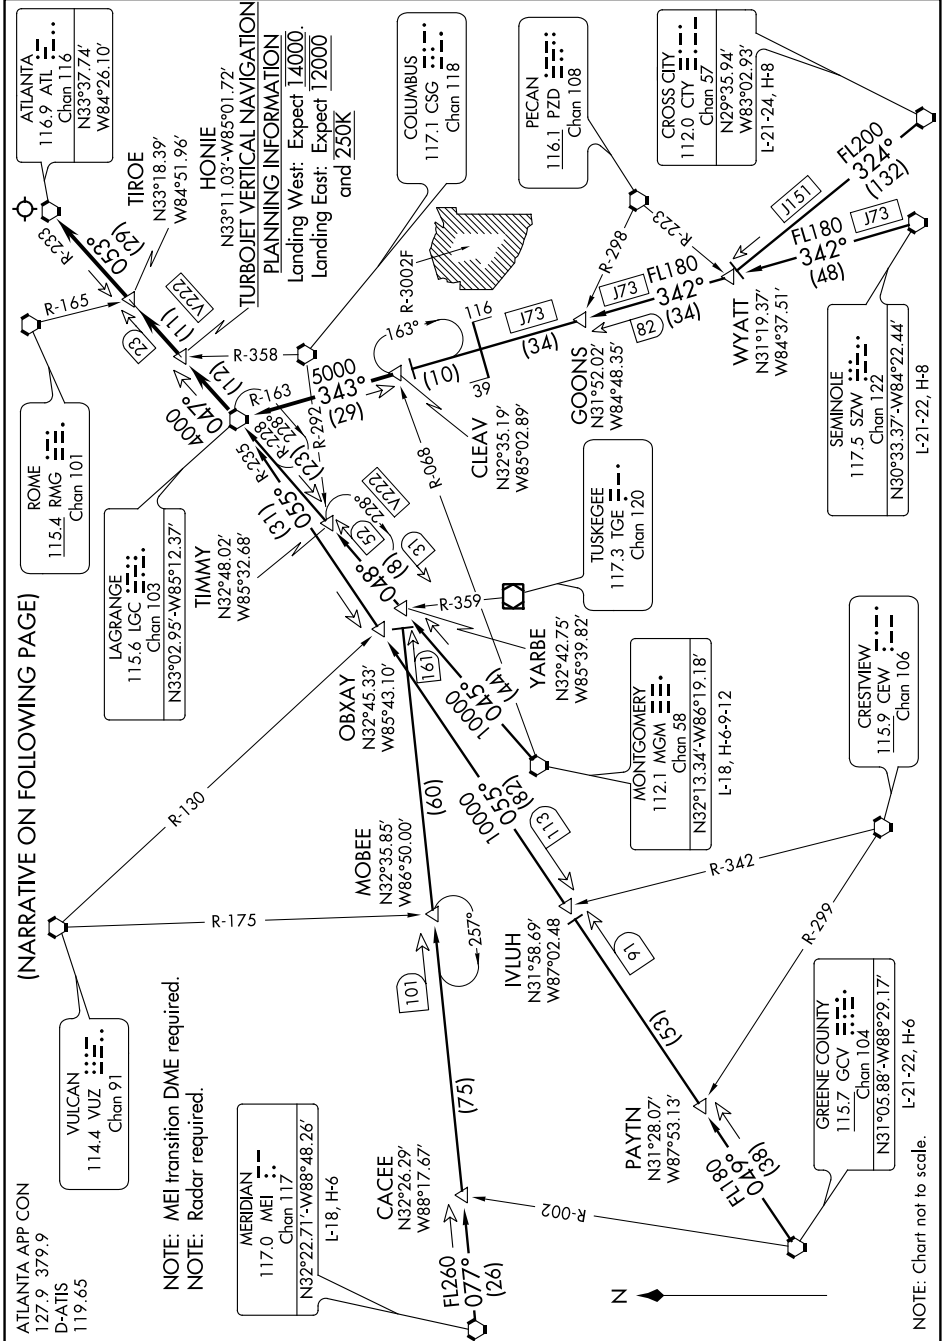 (NARRATIVE ON FOLLOWING PAGE)
ATLANTA APP CON
127.9 379.9
D-ATIS
119.65
NOTE: MEI transition DME required.
NOTE: Radar required.
VULCAN
114.4 VUZ
Chan 91
ROME
115.4 RMG
Chan 101
ATLANTA
116.9 ATL
Chan 116
N33°37.74'
W84°26.10'
TIROE
N33°18.39'
W84°51.96'
HONIE
N33°11.03'-W85°01.72'
TURBOJET VERTICAL NAVIGATION
PLANNING INFORMATION
Landing West: Expect 14000.
Landing East: Expect 12000
and 250K
LAGRANGE
115.6 LGC
Chan 103
N33°02.95'-W85°12.37'
COLUMBUS
117.1 CSG
Chan 118
TIMMY
N32°48.02'
W85°32.68'
MERIDIAN
117.0 MEI
Chan 117
N32°22.71'-W88°48.26'
L-18, H-6
CACEE
N32°26.29'
W88°17.67'
MOBEE
N32°35.85'
W86°50.00'
OBXAY
N32°45.33'
W85°43.10'
YARBE
N32°42.75'
W85°39.82'
TUSKEGEE
117.3 TGE
Chan 120
CLEAV
N32°35.19'
W85°02.89'
PECAN
116.1 PZD
Chan 108
CROSS CITY
112.0 CTY
Chan 57
N29°35.94'
W83°02.93'
L-21-24, H-8
GOONS
N31°52.02'
W84°48.35'
WYATT
N31°19.37'
W84°37.51'
SEMINOLE
117.5 SZW
Chan 122
N30°33.37'-W84°22.44'
L-21-22, H-8
MONTGOMERY
112.1 MGM
Chan 58
N32°13.34'-W86°19.18'
L-18, H-6-9-12
CRESTVIEW
115.9 CEW
Chan 106
IVLUH
N31°58.69'
W87°02.48
PAYTN
N31°28.07'
W87°53.13'
GREENE COUNTY
115.7 GCV
Chan 104
N31°05.88'-W88°29.17'
L-21-22, H-6
R-233
053°
(29)
R-165
23
V222
(11)
R-358
(12)
047°
4000
R-163
5000
343°
(29)
R-228
228°
R-292
R-235
(23)
055°
(31)
52
228°
V222
048°
(8)
31
R-359
R-068
163°
R-3002F
(10)
116
39
J73
(34)
R-298
R-223
FL180
J73
342°
(34)
82
FL200
324°
(132)
J151
FL180
J73
342°
(48)
R-130
R-175
161
(60)
101
257°
(75)
FL260
077°
(26)
R-002
10000
045°
(44)
10000
055°
(82)
113
91
R-342
R-299
(53)
FL180
049°
(38)
N
NOTE: Chart not to scale.